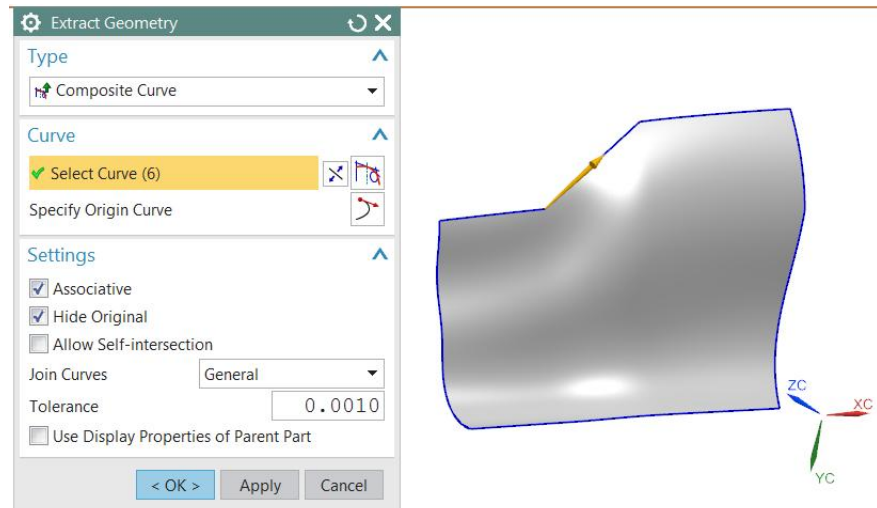 Extract Geometry
Type
Composite Curve
Curve
Select Curve (6)
Specify Origin Curve
Settings
Associative
Hide Original
Allow Self-intersection
Join Curves General
Tolerance 0.0010
Use Display Properties of Parent Part
< OK > Apply Cancel
ZC
XC
YC